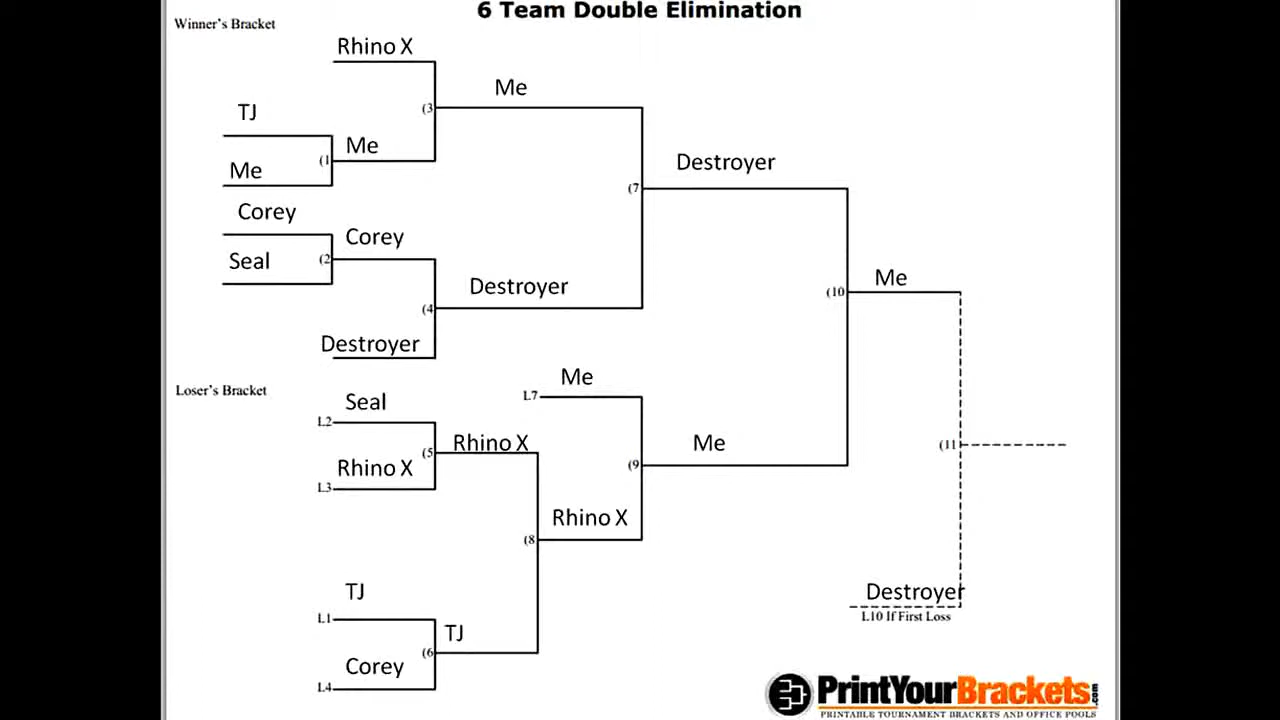 6 Team Double Elimination
Winner's Bracket
Rhino X
Me
TJ
(3
Me
(1
Me
Destroyer
(7
Corey
Corey
Seal
(2
Me
(10
Destroyer
(4
Destroyer
Me
Loser's Bracket
L7
Seal
L2
Rhino X
(5
Me
(11
Rhino X
(9
L3
Rhino X
(8
TJ
Destroyer
L1
L10 If First Loss
TJ
(6
Corey
L4
PrintYourBrackets.com
PRINTABLE TOURNAMENT BRACKETS AND OFFICE POOLS